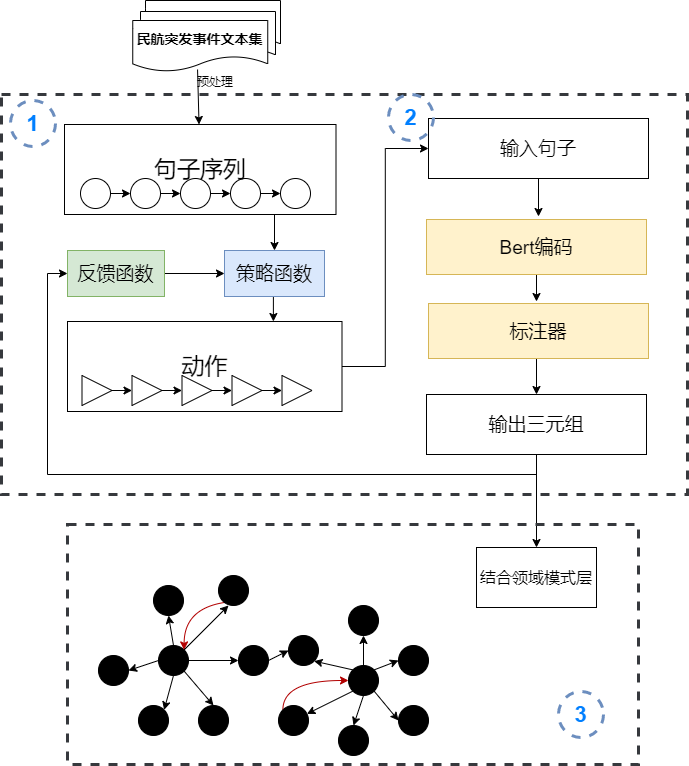 民航突发事件文本集
预处理
1
句子序列
反馈函数
策略函数
动作
2
输入句子
Bert编码
标注器
输出三元组
结合领域模式层
3